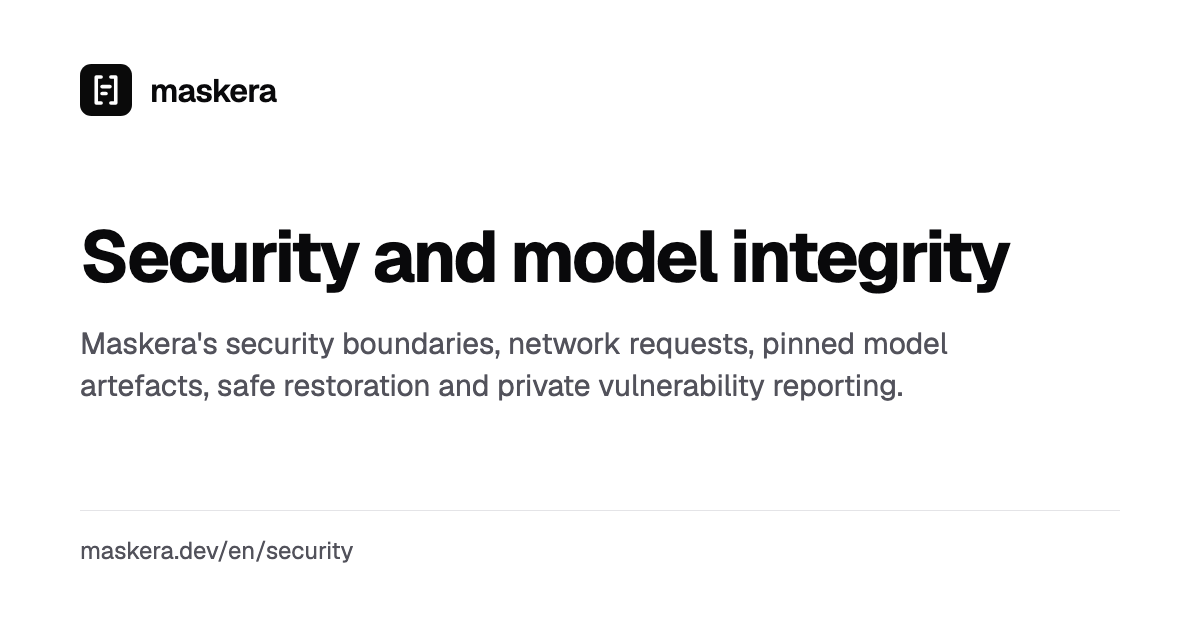 maskera
Security and model integrity
Maskera's security boundaries, network requests, pinned model
artefacts, safe restoration and private vulnerability reporting.
maskera.dev/en/security